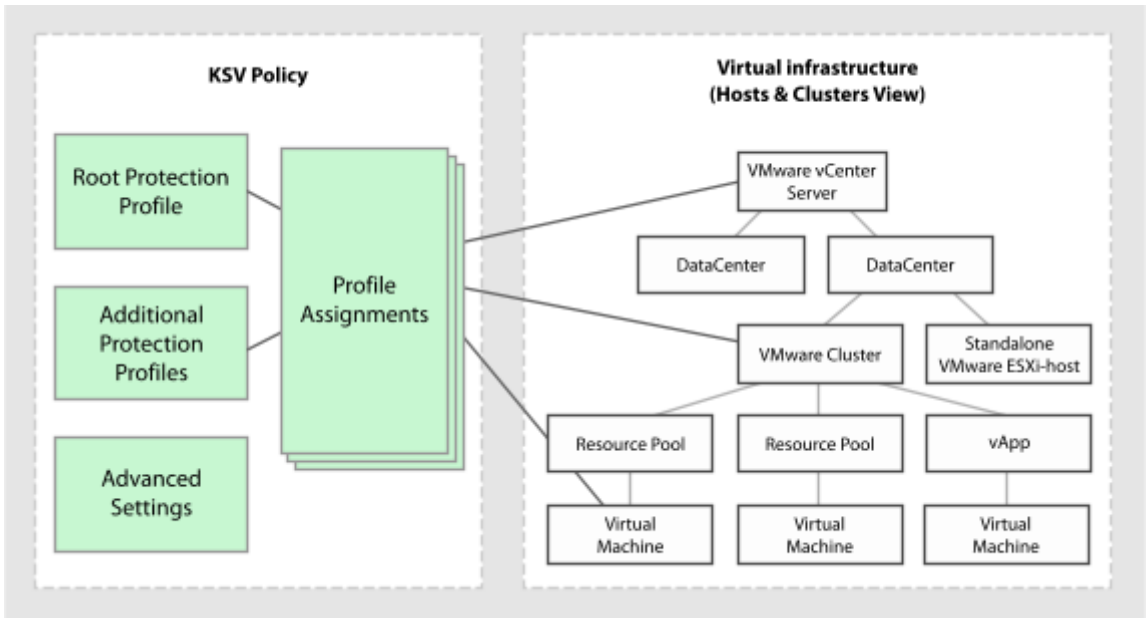 KSV Policy
Root Protection
Profile
Additional
Protection
Profiles
Advanced
Settings
Profile
Assignments
Virtual infrastructure
(Hosts & Clusters View)
VMware vCenter
Server
DataCenter
DataCenter
VMware Cluster
Standalone
VMware ESXi-host
Resource Pool
Resource Pool
vApp
Virtual
Machine
Virtual
Machine
Virtual
Machine